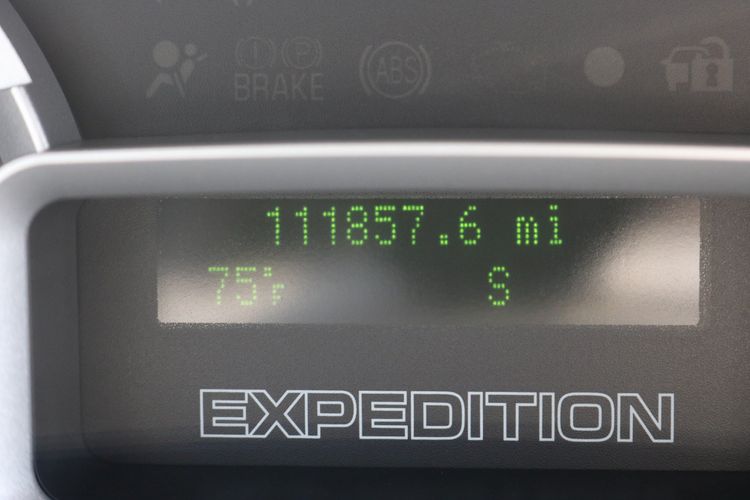 BRAKE ABS
111857.6 mi
75°F S
EXPEDITION